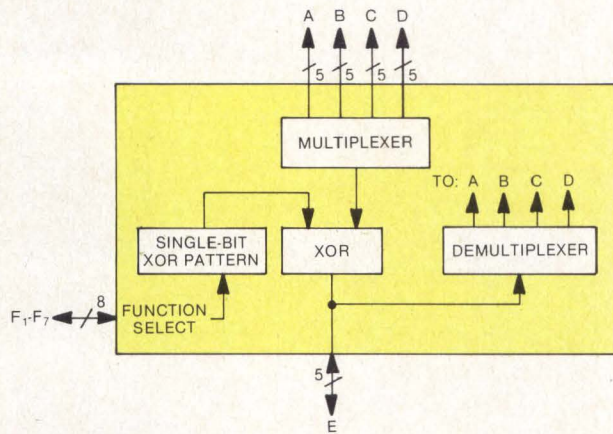 A B C D
5 5 5 5
MULTIPLEXER
TO: A B C D
SINGLE-BIT
XOR PATTERN
XOR
DEMULTIPLEXER
8
F₁-F₇
FUNCTION
SELECT
5
E